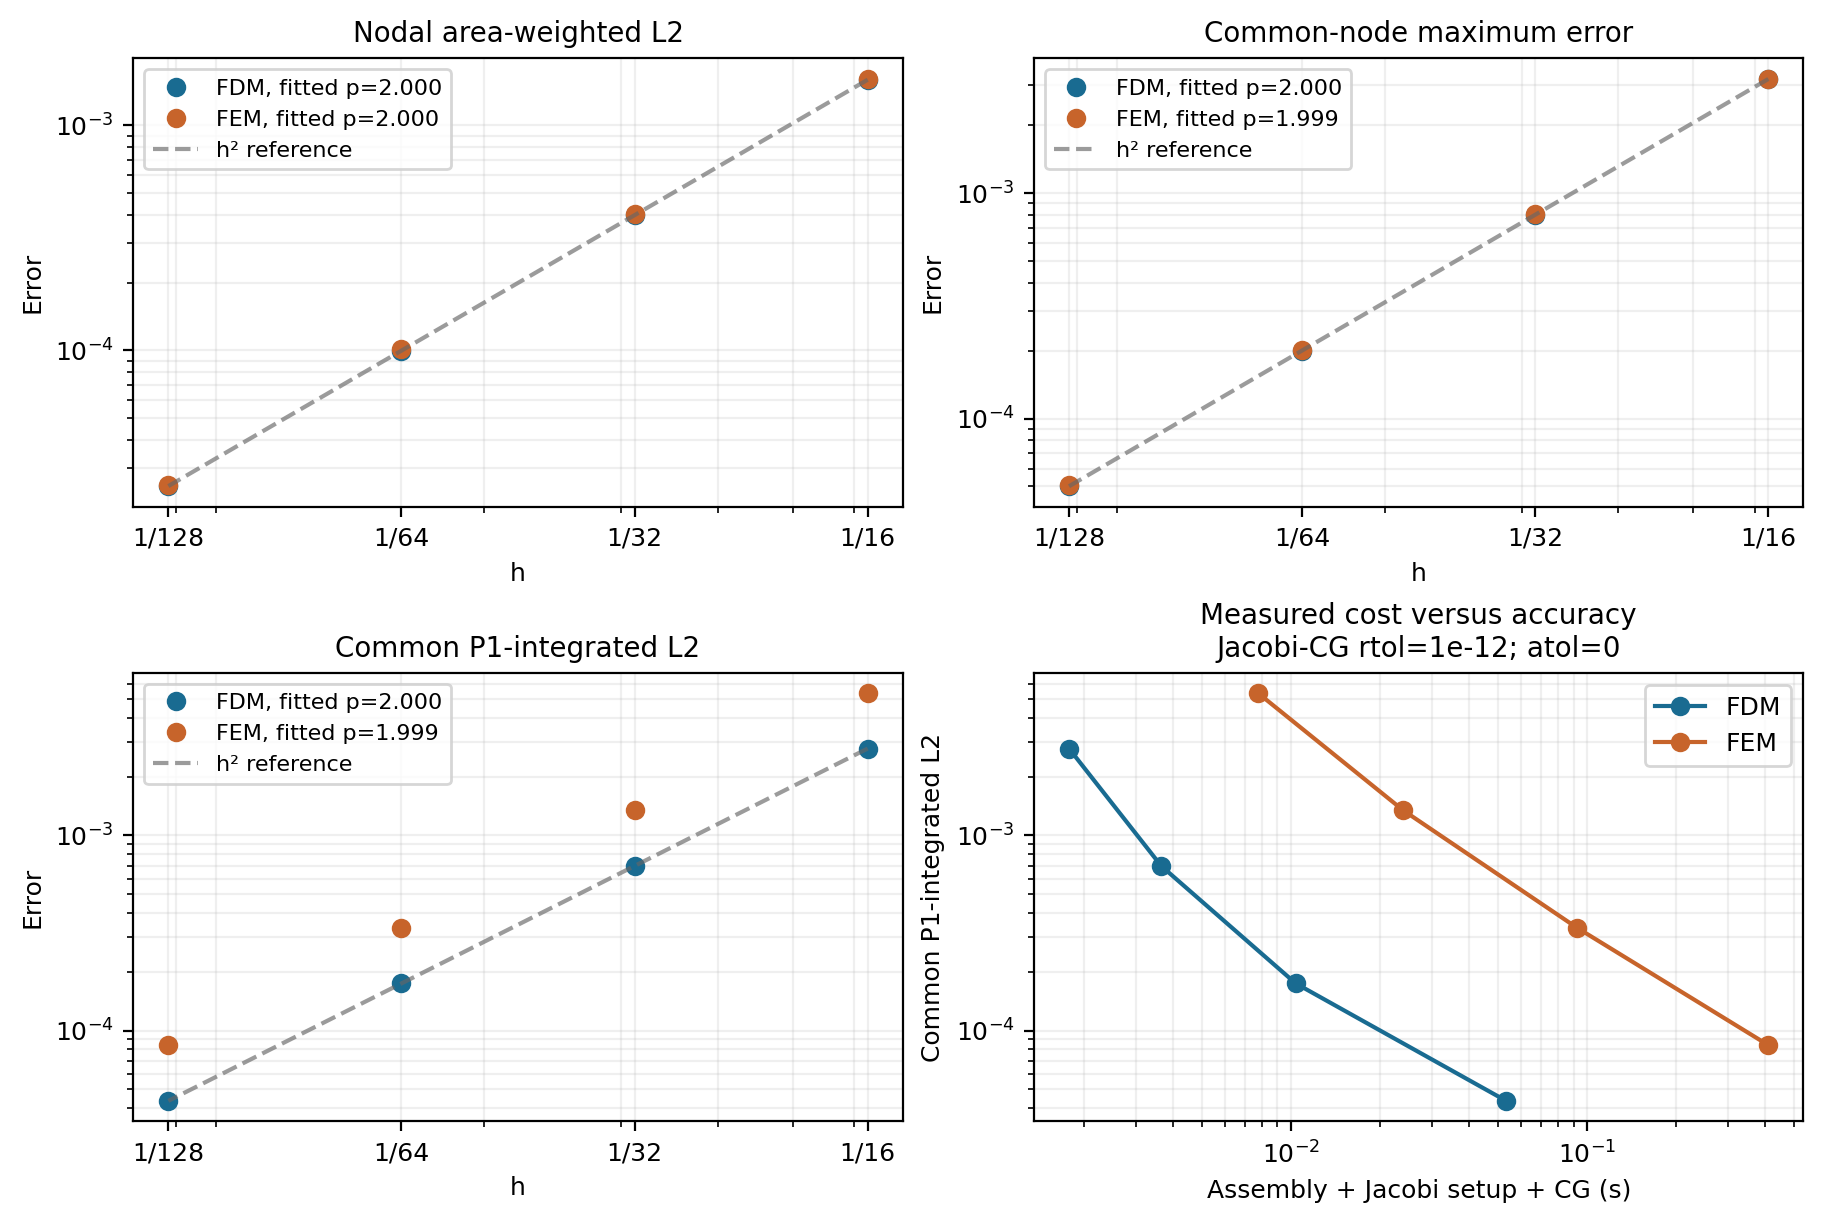 Nodal area-weighted L2
FDM, fitted p=2.000
FEM, fitted p=2.000
h² reference
Error
10⁻³
10⁻⁴
1/128
1/64
1/32
1/16
h
Common-node maximum error
FDM, fitted p=2.000
FEM, fitted p=1.999
h² reference
Error
10⁻³
10⁻⁴
1/128
1/64
1/32
1/16
h
Common P1-integrated L2
FDM, fitted p=2.000
FEM, fitted p=1.999
h² reference
Error
10⁻³
10⁻⁴
1/128
1/64
1/32
1/16
h
Measured cost versus accuracy
Jacobi-CG rtol=1e-12; atol=0
FDM
FEM
Common P1-integrated L2
10⁻³
10⁻⁴
10⁻²
10⁻¹
Assembly + Jacobi setup + CG (s)